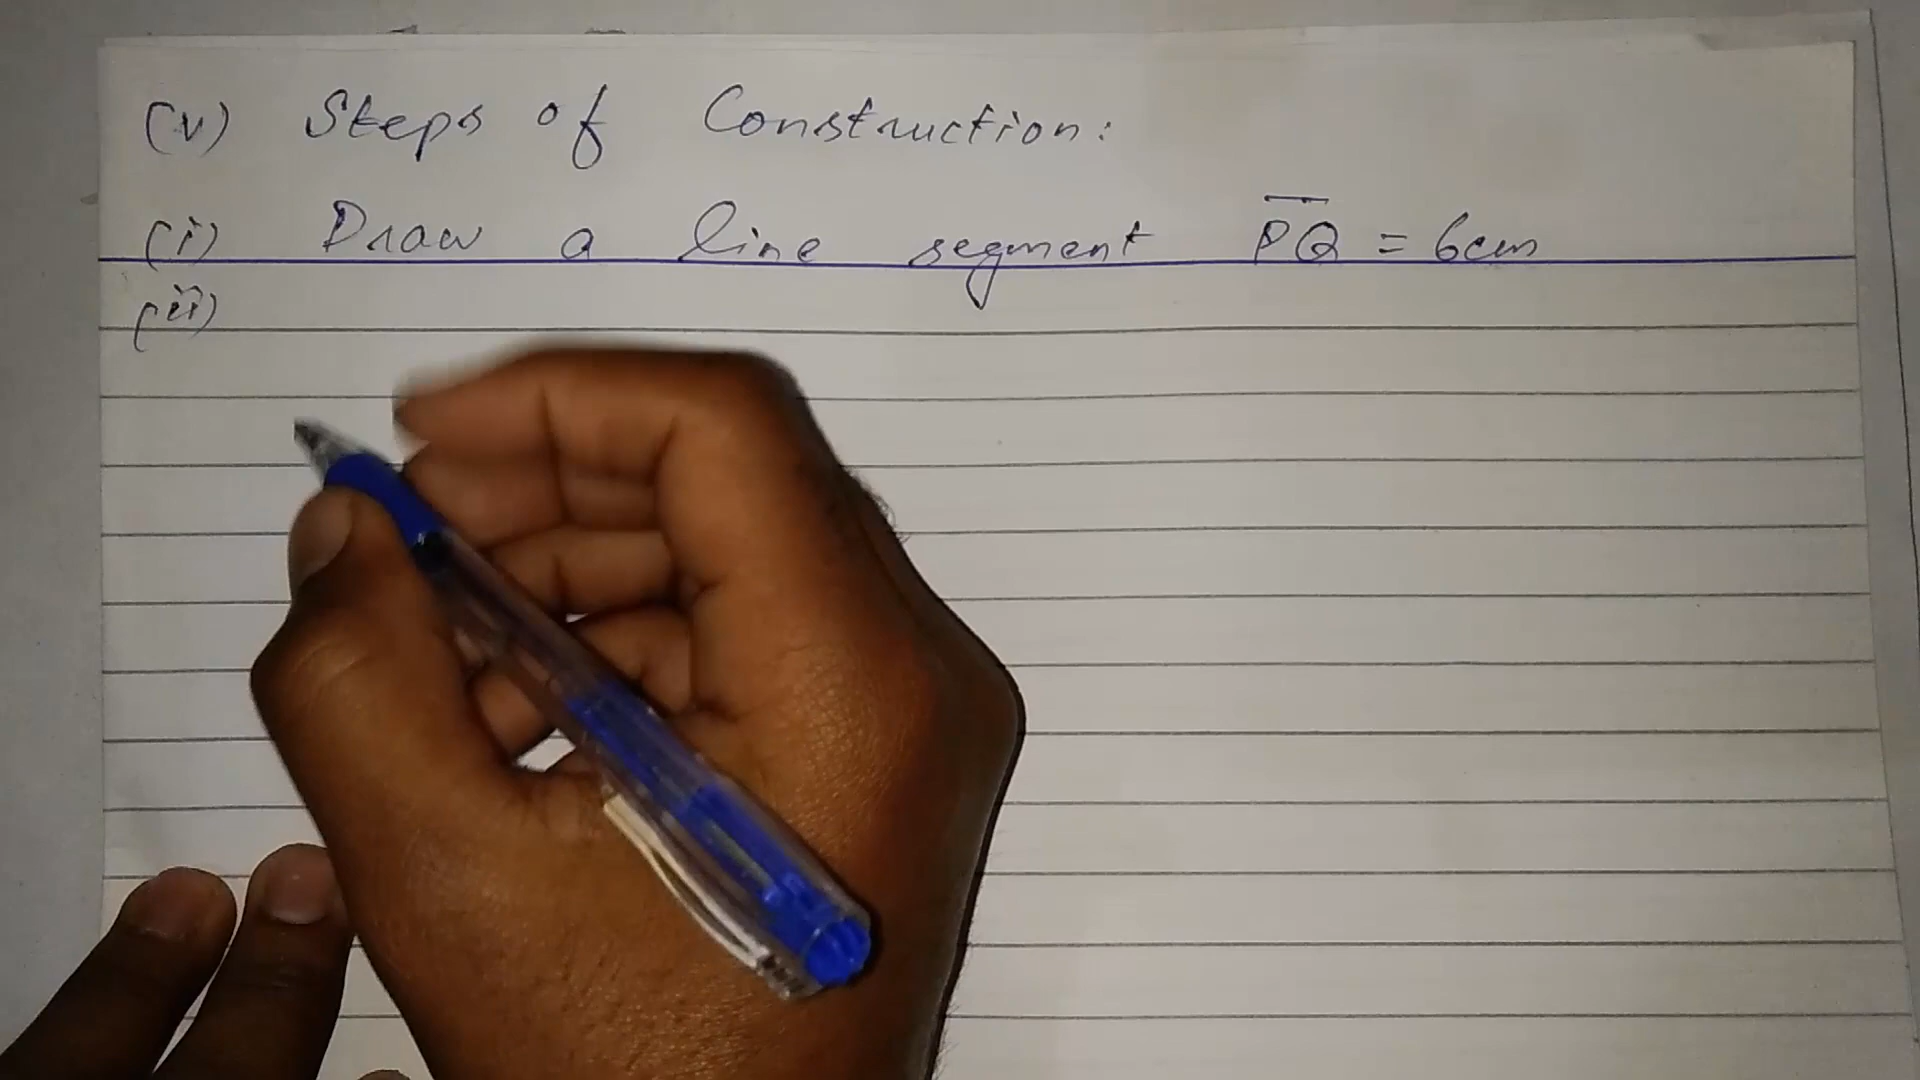 (v) Steps of Construction:
(i) Draw a line segment P̅Q̅ = 6cm
(ii)